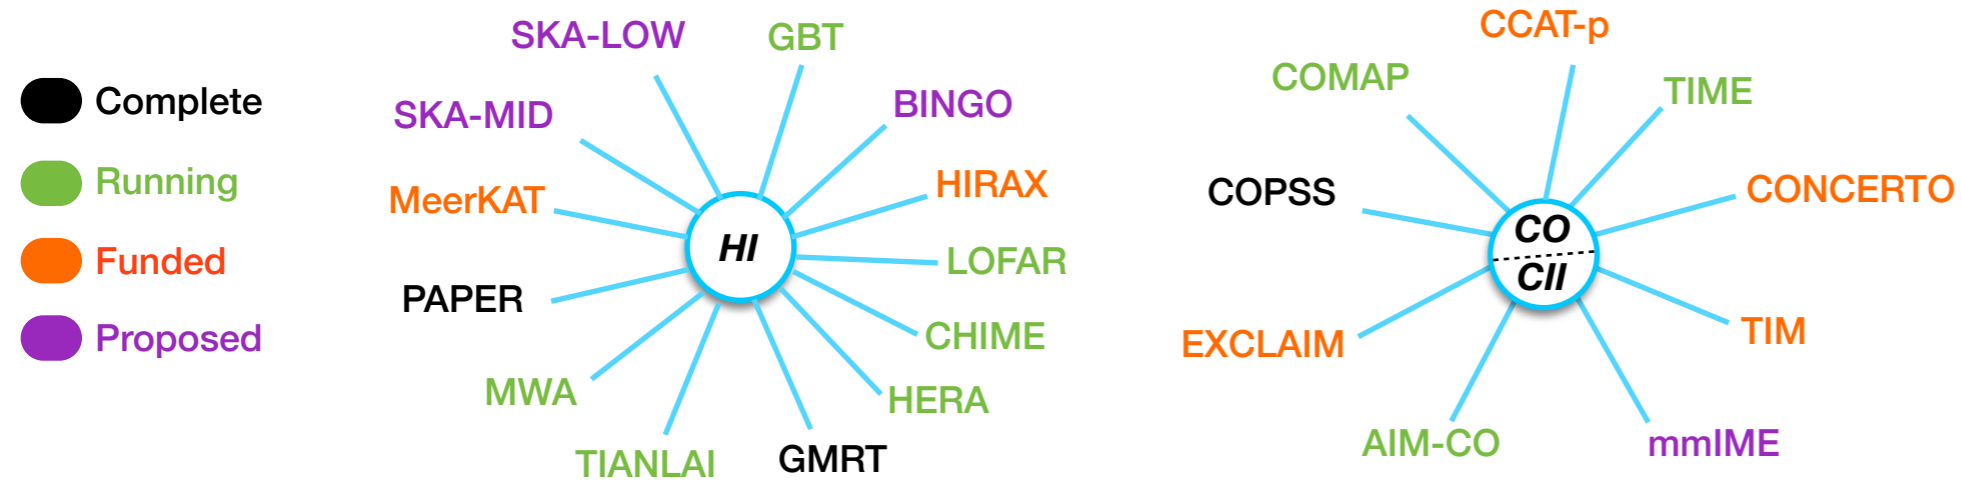 Complete
Running
Funded
Proposed
SKA-LOW
GBT
SKA-MID
BINGO
MeerKAT
HIRAX
HI
LOFAR
PAPER
CHIME
MWA
HERA
TIANLAI
GMRT
CCAT-p
COMAP
TIME
COPSS
CONCERTO
CO
CII
EXCLAIM
TIM
AIM-CO
mmIME